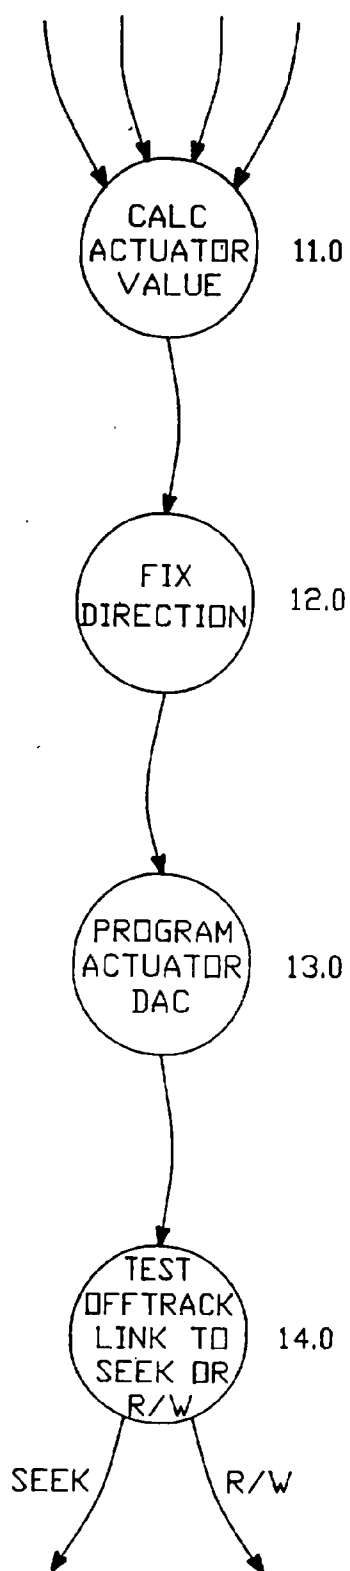 CALC
ACTUATOR
VALUE
11.0
FIX
DIRECTION
12.0
PROGRAM
ACTUATOR
DAC
13.0
TEST
OFFTRACK
LINK TO
SEEK OR
R/W
14.0
SEEK
R/W